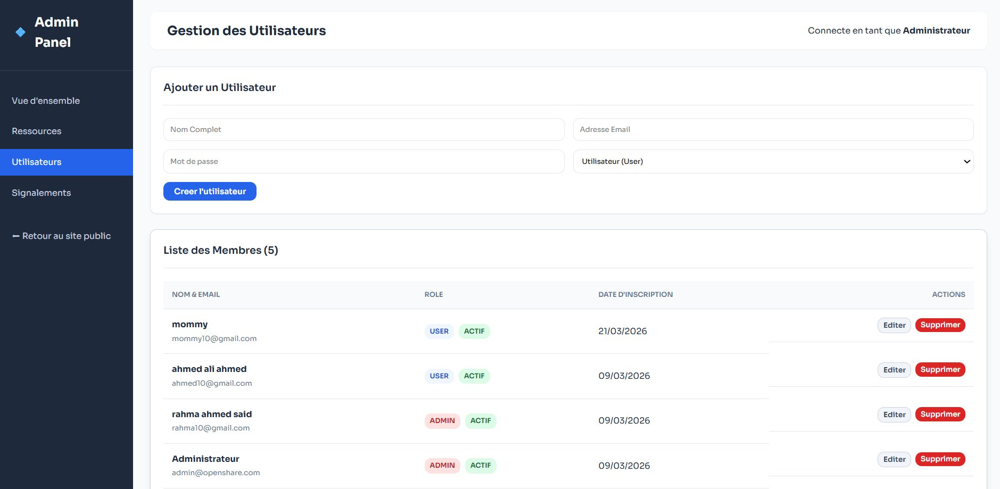 Admin
Panel
Vue d'ensemble
Ressources
Utilisateurs
Signalements
← Retour au site public
Gestion des Utilisateurs
Connecte en tant que Administrateur
Ajouter un Utilisateur
Nom Complet
Adresse Email
Mot de passe
Utilisateur (User)
Creer l'utilisateur
Liste des Membres (5)
NOM & EMAIL ROLE DATE D'INSCRIPTION ACTIONS
mommy
mommy10@gmail.com
USER ACTIF 21/03/2026 Editer Supprimer
ahmed ali ahmed
ahmed10@gmail.com
USER ACTIF 09/03/2026 Editer Supprimer
rahma ahmed said
rahma10@gmail.com
ADMIN ACTIF 09/03/2026 Editer Supprimer
Administrateur
admin@openshare.com
ADMIN ACTIF 09/03/2026 Editer Supprimer